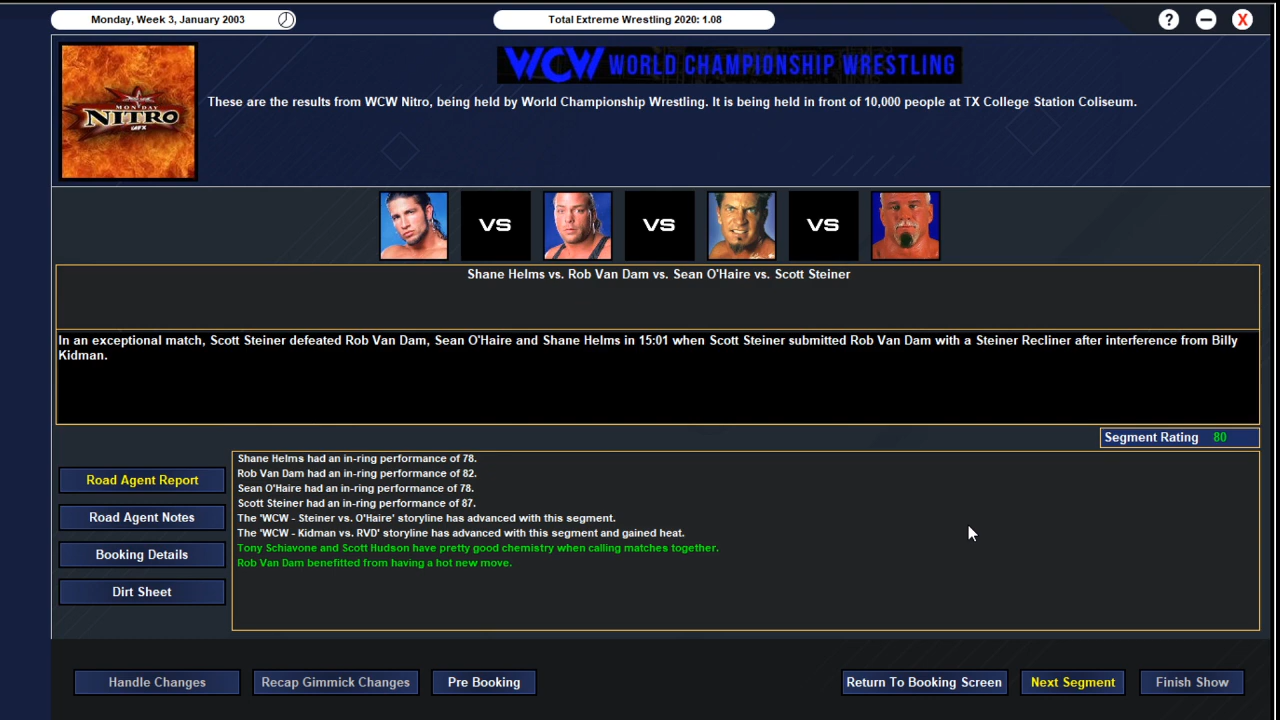 Monday, Week 3, January 2003
Total Extreme Wrestling 2020: 1.08
?
X
MONDAY
NITRO
WCW WORLD CHAMPIONSHIP WRESTLING
These are the results from WCW Nitro, being held by World Championship Wrestling. It is being held in front of 10,000 people at TX College Station Coliseum.
VS
VS
VS
Shane Helms vs. Rob Van Dam vs. Sean O'Haire vs. Scott Steiner
In an exceptional match, Scott Steiner defeated Rob Van Dam, Sean O'Haire and Shane Helms in 15:01 when Scott Steiner submitted Rob Van Dam with a Steiner Recliner after interference from Billy
Kidman.
Segment Rating 80
Road Agent Report
Road Agent Notes
Booking Details
Dirt Sheet
Shane Helms had an in-ring performance of 78.
Rob Van Dam had an in-ring performance of 82.
Sean O'Haire had an in-ring performance of 78.
Scott Steiner had an in-ring performance of 87.
The 'WCW - Steiner vs. O'Haire' storyline has advanced with this segment.
The 'WCW - Kidman vs. RVD' storyline has advanced with this segment and gained heat.
Tony Schiavone and Scott Hudson have pretty good chemistry when calling matches together.
Rob Van Dam benefitted from having a hot new move.
Handle Changes
Recap Gimmick Changes
Pre Booking
Return To Booking Screen
Next Segment
Finish Show